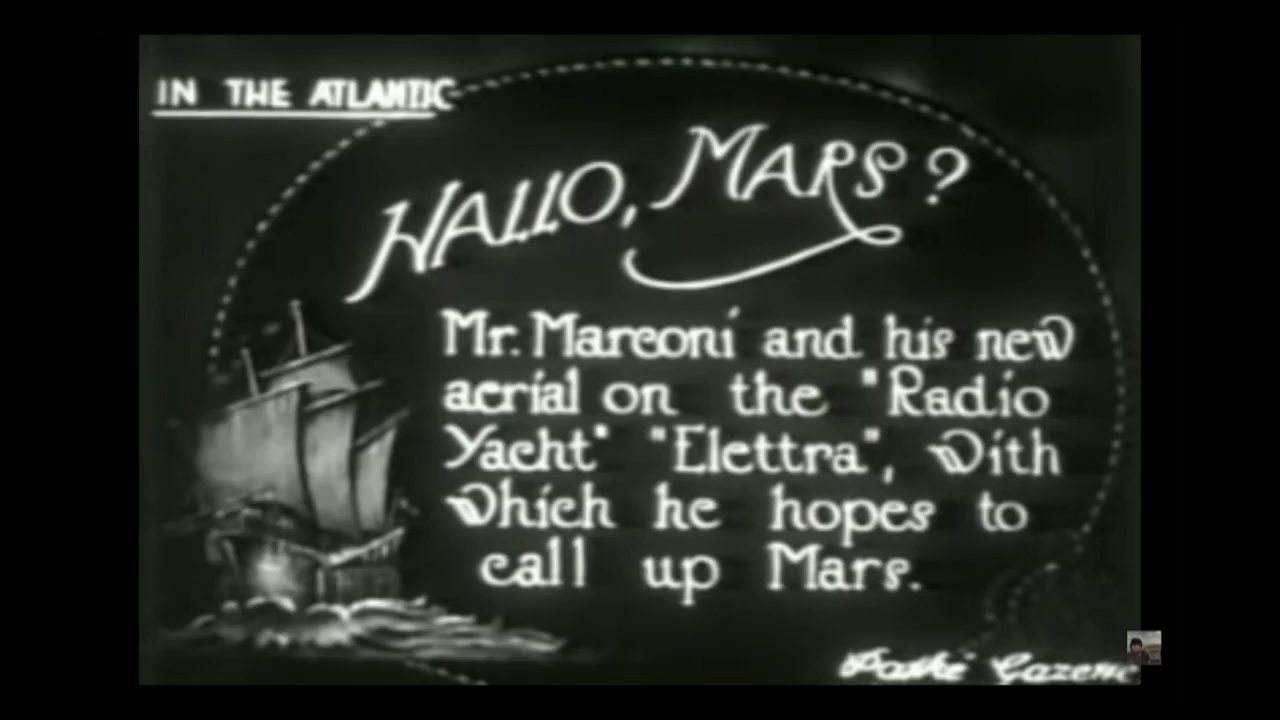 IN THE ATLANTIC
HALLO, MARS?
Mr. Marconi and his new
aerial on the "Radio
Yacht" "Elettra", with
which he hopes to
call up Mars.
Pathé Gazette